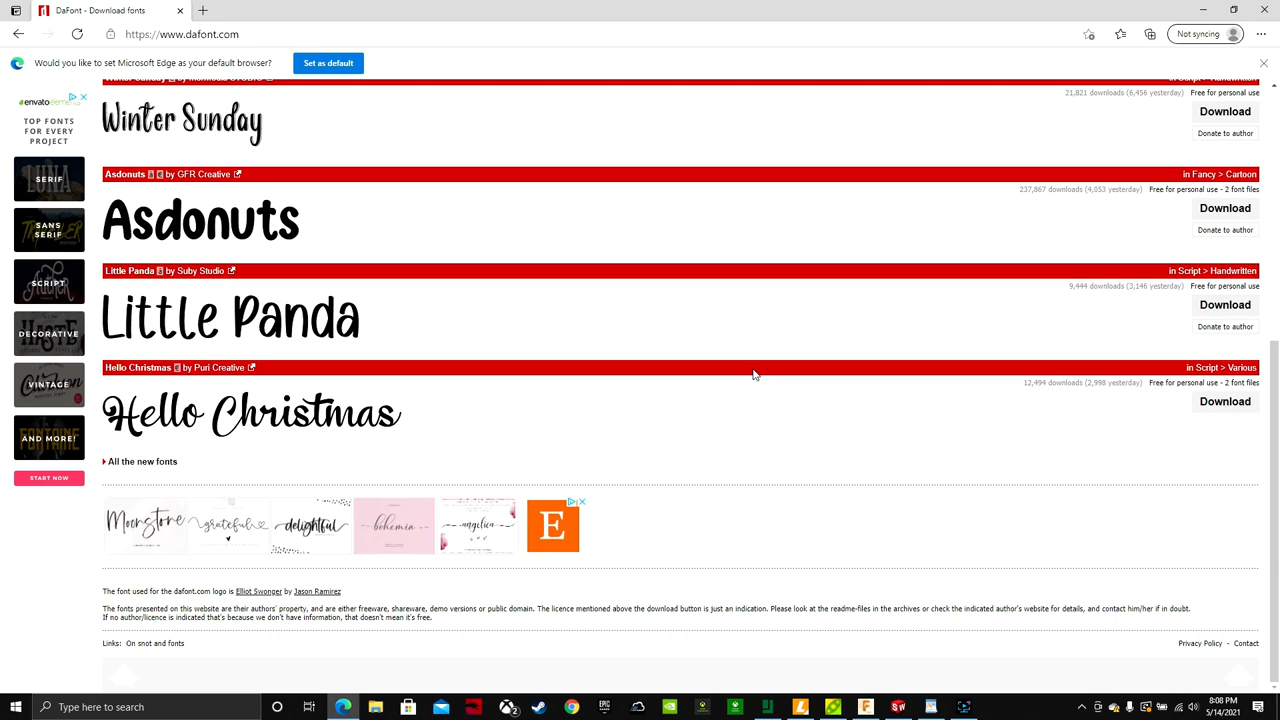 DaFont - Download fonts
https://www.dafont.com
Not syncing
Would you like to set Microsoft Edge as your default browser?
Set as default
envato elements
TOP FONTS
FOR EVERY
PROJECT
SERIF
SANS
SERIF
SCRIPT
DECORATIVE
VINTAGE
AND MORE!
START NOW
21,821 downloads (6,456 yesterday) Free for personal use
Winter Sunday
Download
Donate to author
Asdonuts by GFR Creative in Fancy > Cartoon
237,867 downloads (4,053 yesterday) Free for personal use - 2 font files
Asdonuts
Download
Donate to author
Little Panda by Suby Studio in Script > Handwritten
9,444 downloads (3,146 yesterday) Free for personal use
Little Panda
Download
Donate to author
Hello Christmas € by Puri Creative in Script > Various
12,494 downloads (2,998 yesterday) Free for personal use - 2 font files
Hello Christmas
Download
All the new fonts
Moonstone grateful delightful bohemia angelica E
The font used for the dafont.com logo is Elliot Swonger by Jason Ramirez
The fonts presented on this website are their authors' property, and are either freeware, shareware, demo versions or public domain. The licence mentioned above the download button is just an indication. Please look at the readme-files in the archives or check the indicated author's website for details, and contact him/her if in doubt.
If no author/licence is indicated that's because we don't have information, that doesn't mean it's free.
Links: On snot and fonts Privacy Policy - Contact
Type here to search
8:08 PM
5/14/2021